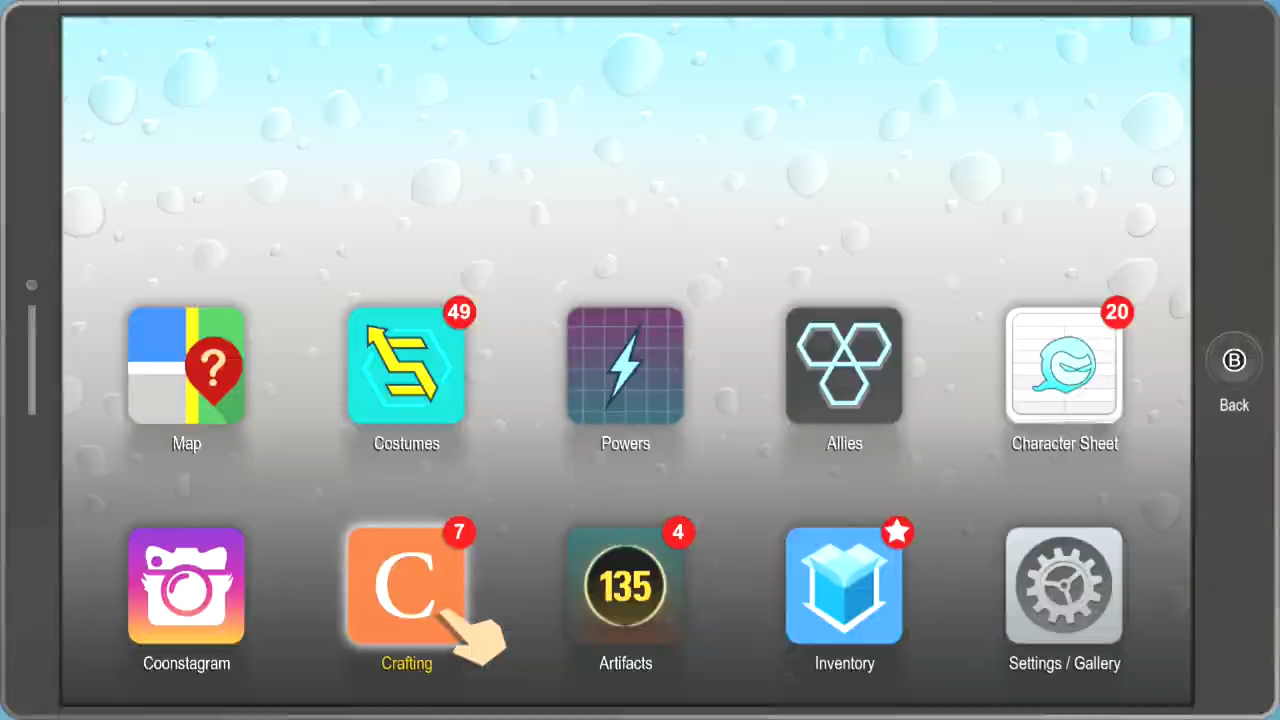 49
20
?
Map
Costumes
Powers
Allies
Character Sheet
B
Back
7
4
C
135
Coonstagram
Crafting
Artifacts
Inventory
Settings / Gallery